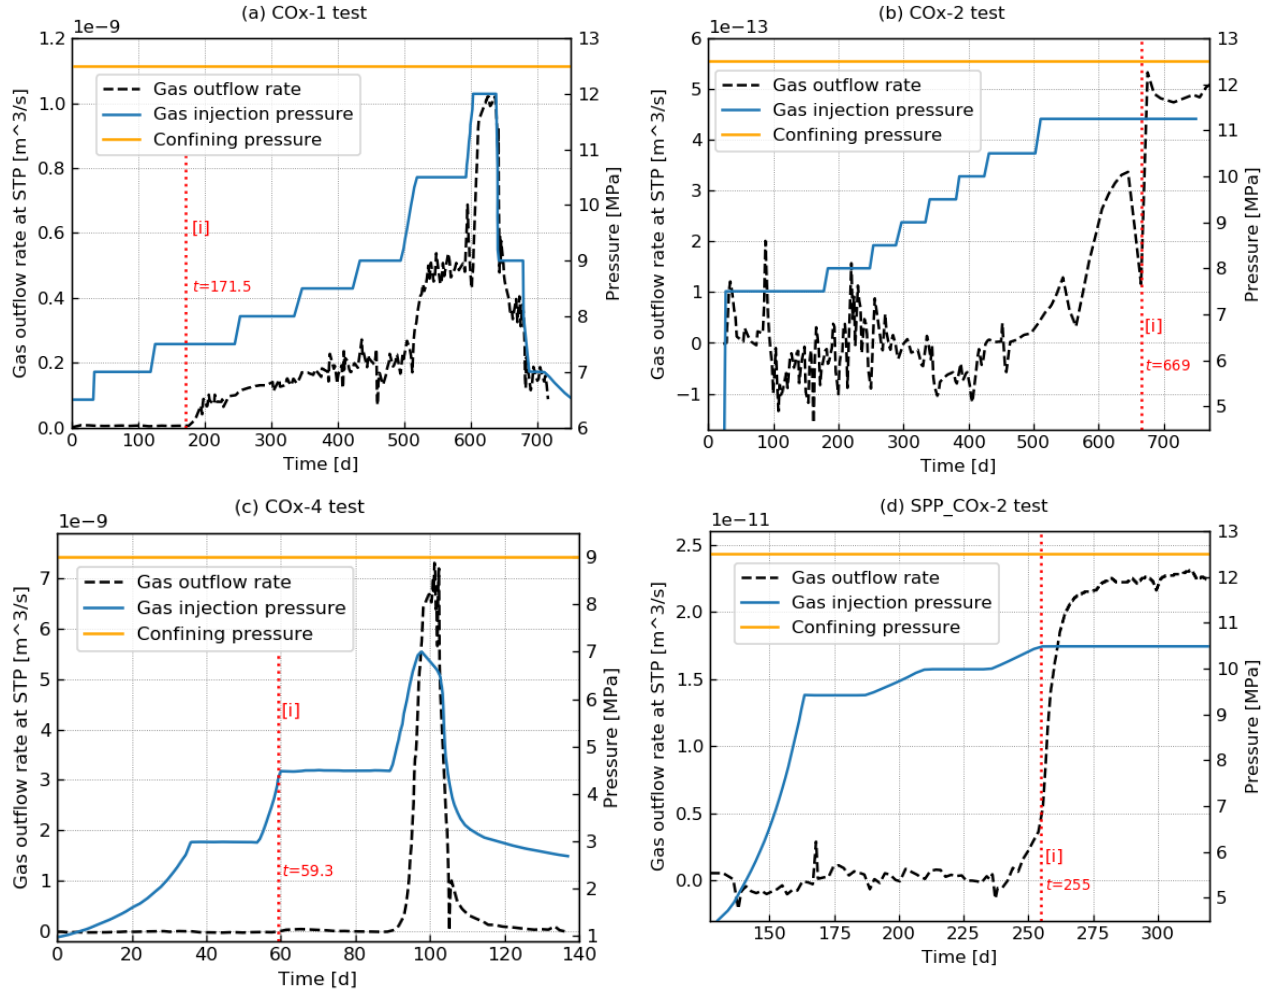 (a) COx-1 test
1e−9
Gas outflow rate at STP [m^3/s]
1.2
1.0
0.8
0.6
0.4
0.2
0.0
Gas outflow rate
Gas injection pressure
Confining pressure
[i]
t=171.5
13
12
11
10
9
8
7
6
Pressure [MPa]
0 100 200 300 400 500 600 700
Time [d]
(b) COx-2 test
1e−13
Gas outflow rate at STP [m^3/s]
6
5
4
3
2
1
0
−1
Gas outflow rate
Gas injection pressure
Confining pressure
[i]
t=669
13
12
11
10
9
8
7
6
5
Pressure [MPa]
0 100 200 300 400 500 600 700
Time [d]
(c) COx-4 test
1e−9
Gas outflow rate at STP [m^3/s]
7
6
5
4
3
2
1
0
Gas outflow rate
Gas injection pressure
Confining pressure
[i]
t=59.3
9
8
7
6
5
4
3
2
1
Pressure [MPa]
0 20 40 60 80 100 120 140
Time [d]
(d) SPP_COx-2 test
1e−11
Gas outflow rate at STP [m^3/s]
2.5
2.0
1.5
1.0
0.5
0.0
Gas outflow rate
Gas injection pressure
Confining pressure
[i]
t=255
13
12
11
10
9
8
7
6
5
Pressure [MPa]
150 175 200 225 250 275 300
Time [d]